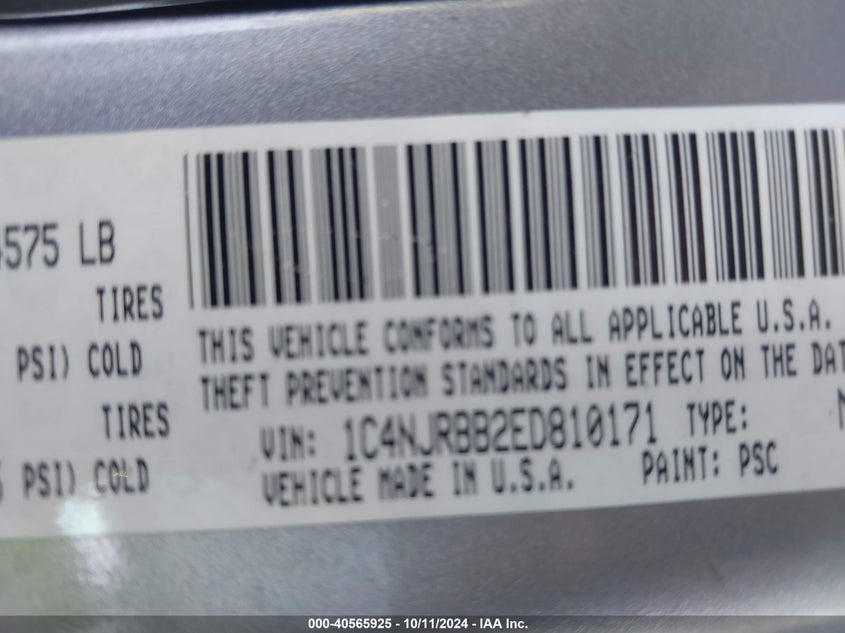 575 LB
TIRES
PSI) COLD
TIRES
PSI) COLD
THIS VEHICLE CONFORMS TO ALL APPLICABLE U.S.A.
THEFT PREVENTION STANDARDS IN EFFECT ON THE DAT
VIN: 1C4NJRBB2ED810171 TYPE:
VEHICLE MADE IN U.S.A. PAINT: PSC
000-40565925 - 10/11/2024 - IAA Inc.